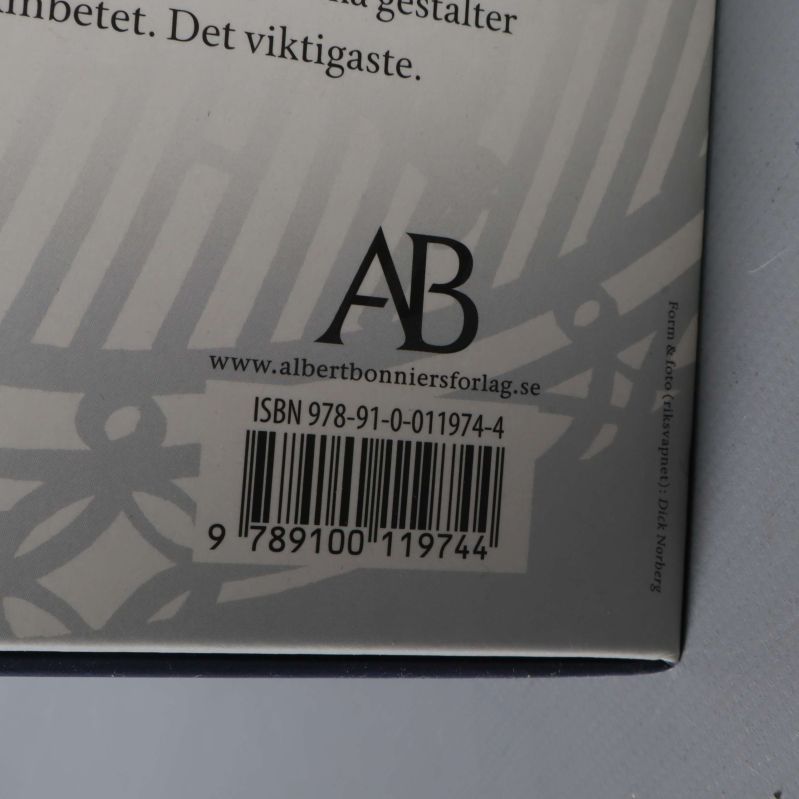 gestalter
Det viktigaste.
AB
www.albertbonniersforlag.se
ISBN 978-91-0-011974-4
9 789100 119744
Form & foto (riksvapnet): Dick Norberg